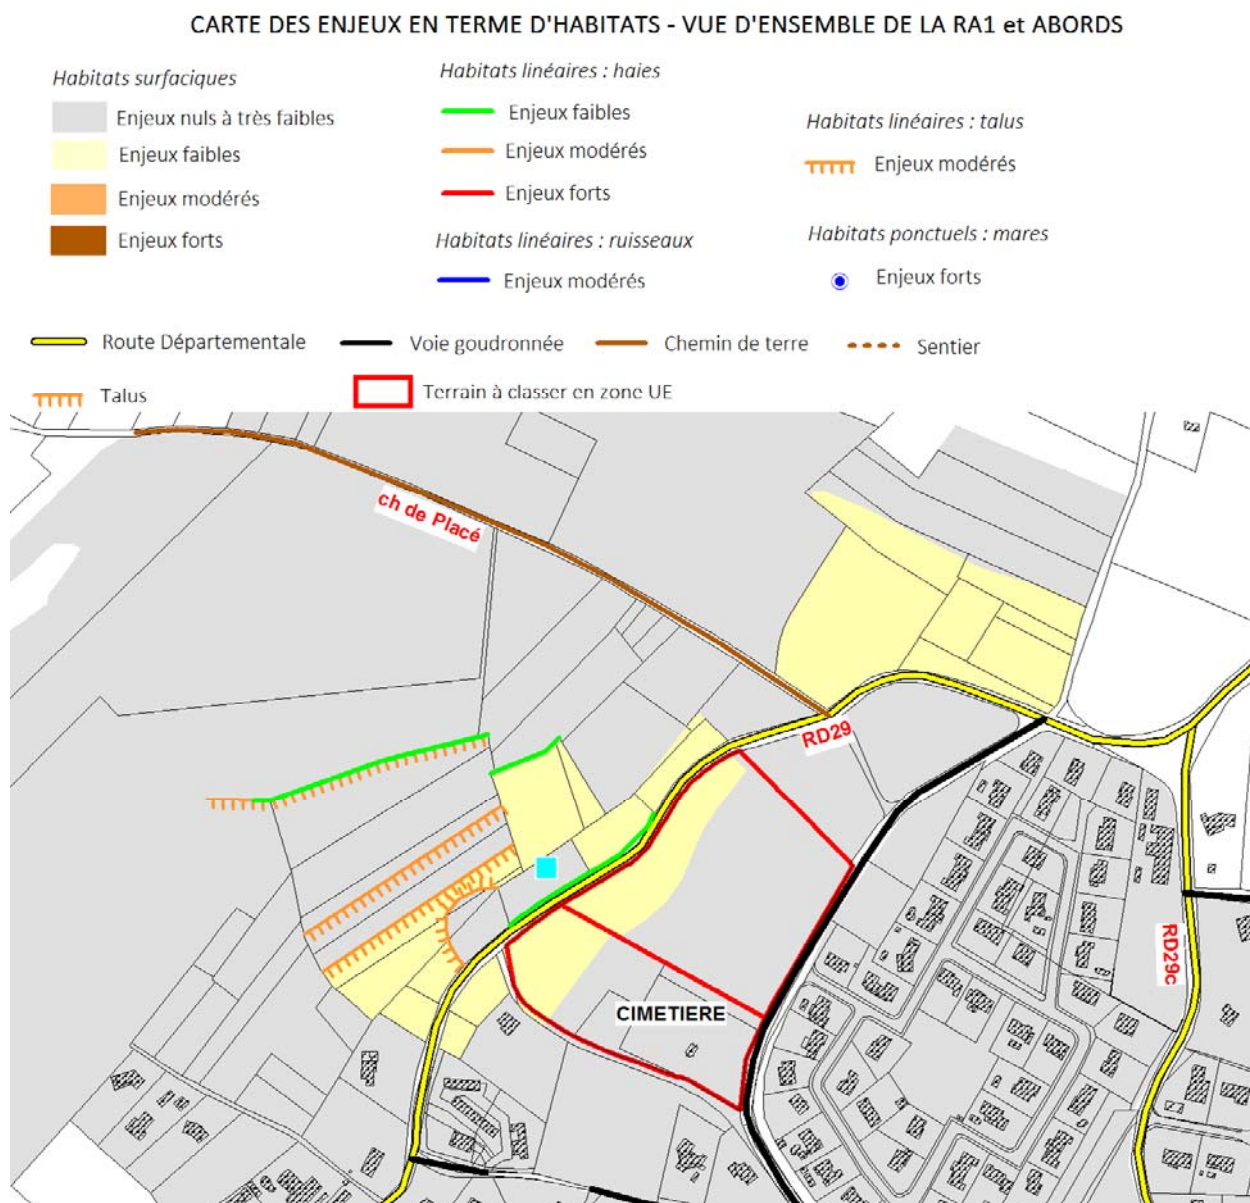 CARTE DES ENJEUX EN TERME D'HABITATS - VUE D'ENSEMBLE DE LA RA1 et ABORDS
Habitats surfaciques
Enjeux nuls à très faibles
Enjeux faibles
Enjeux modérés
Enjeux forts
Habitats linéaires : haies
Enjeux faibles
Enjeux modérés
Enjeux forts
Habitats linéaires : ruisseaux
Enjeux modérés
Habitats linéaires : talus
Enjeux modérés
Habitats ponctuels : mares
Enjeux forts
Route Départementale
Voie goudronnée
Chemin de terre
Sentier
Talus
Terrain à classer en zone UE
ch de Placé
RD29
RD29c
CIMETIERE